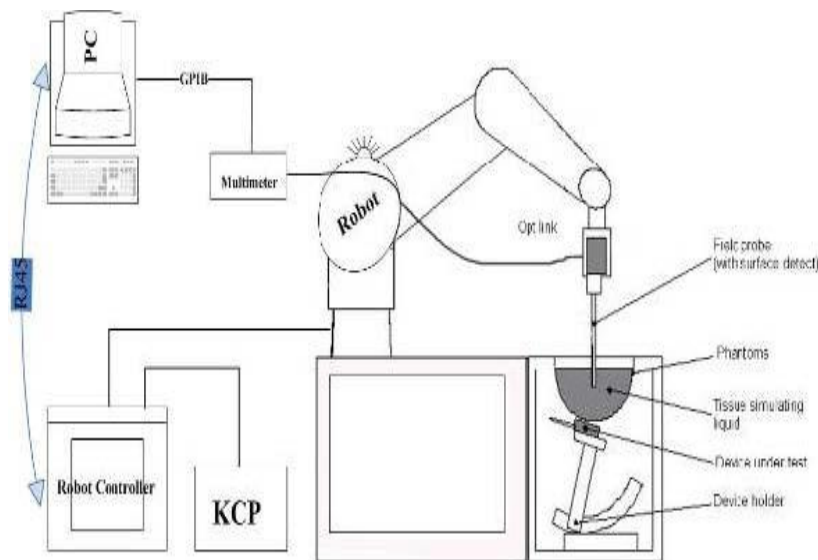 PC
GPIB
Multimeter
Robot
Opt link
Field probe
(with surface detect)
Phantoms
Tissue simulating
liquid
Device under test
Device holder
RJ45
Robot Controller
KCP